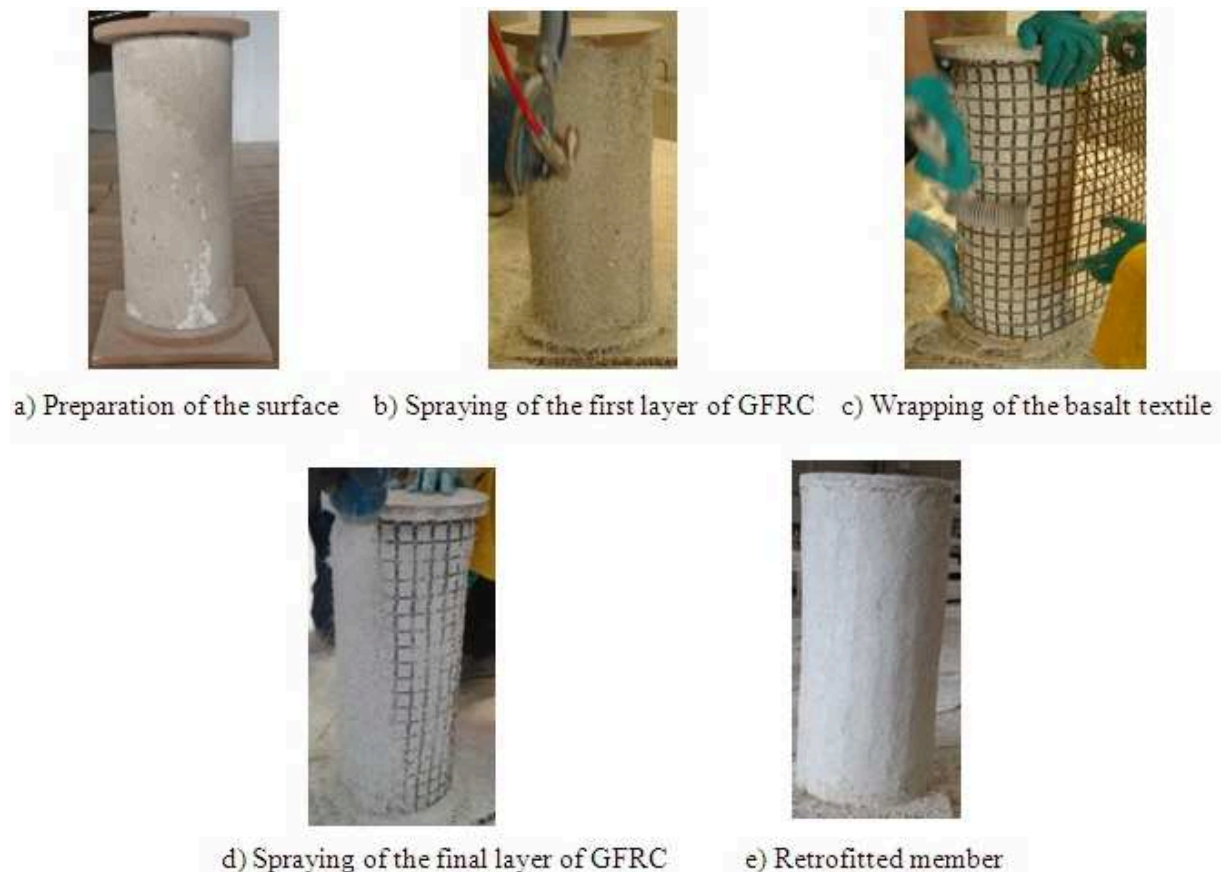 a) Preparation of the surface
b) Spraying of the first layer of GFRC
c) Wrapping of the basalt textile
d) Spraying of the final layer of GFRC
e) Retrofitted member